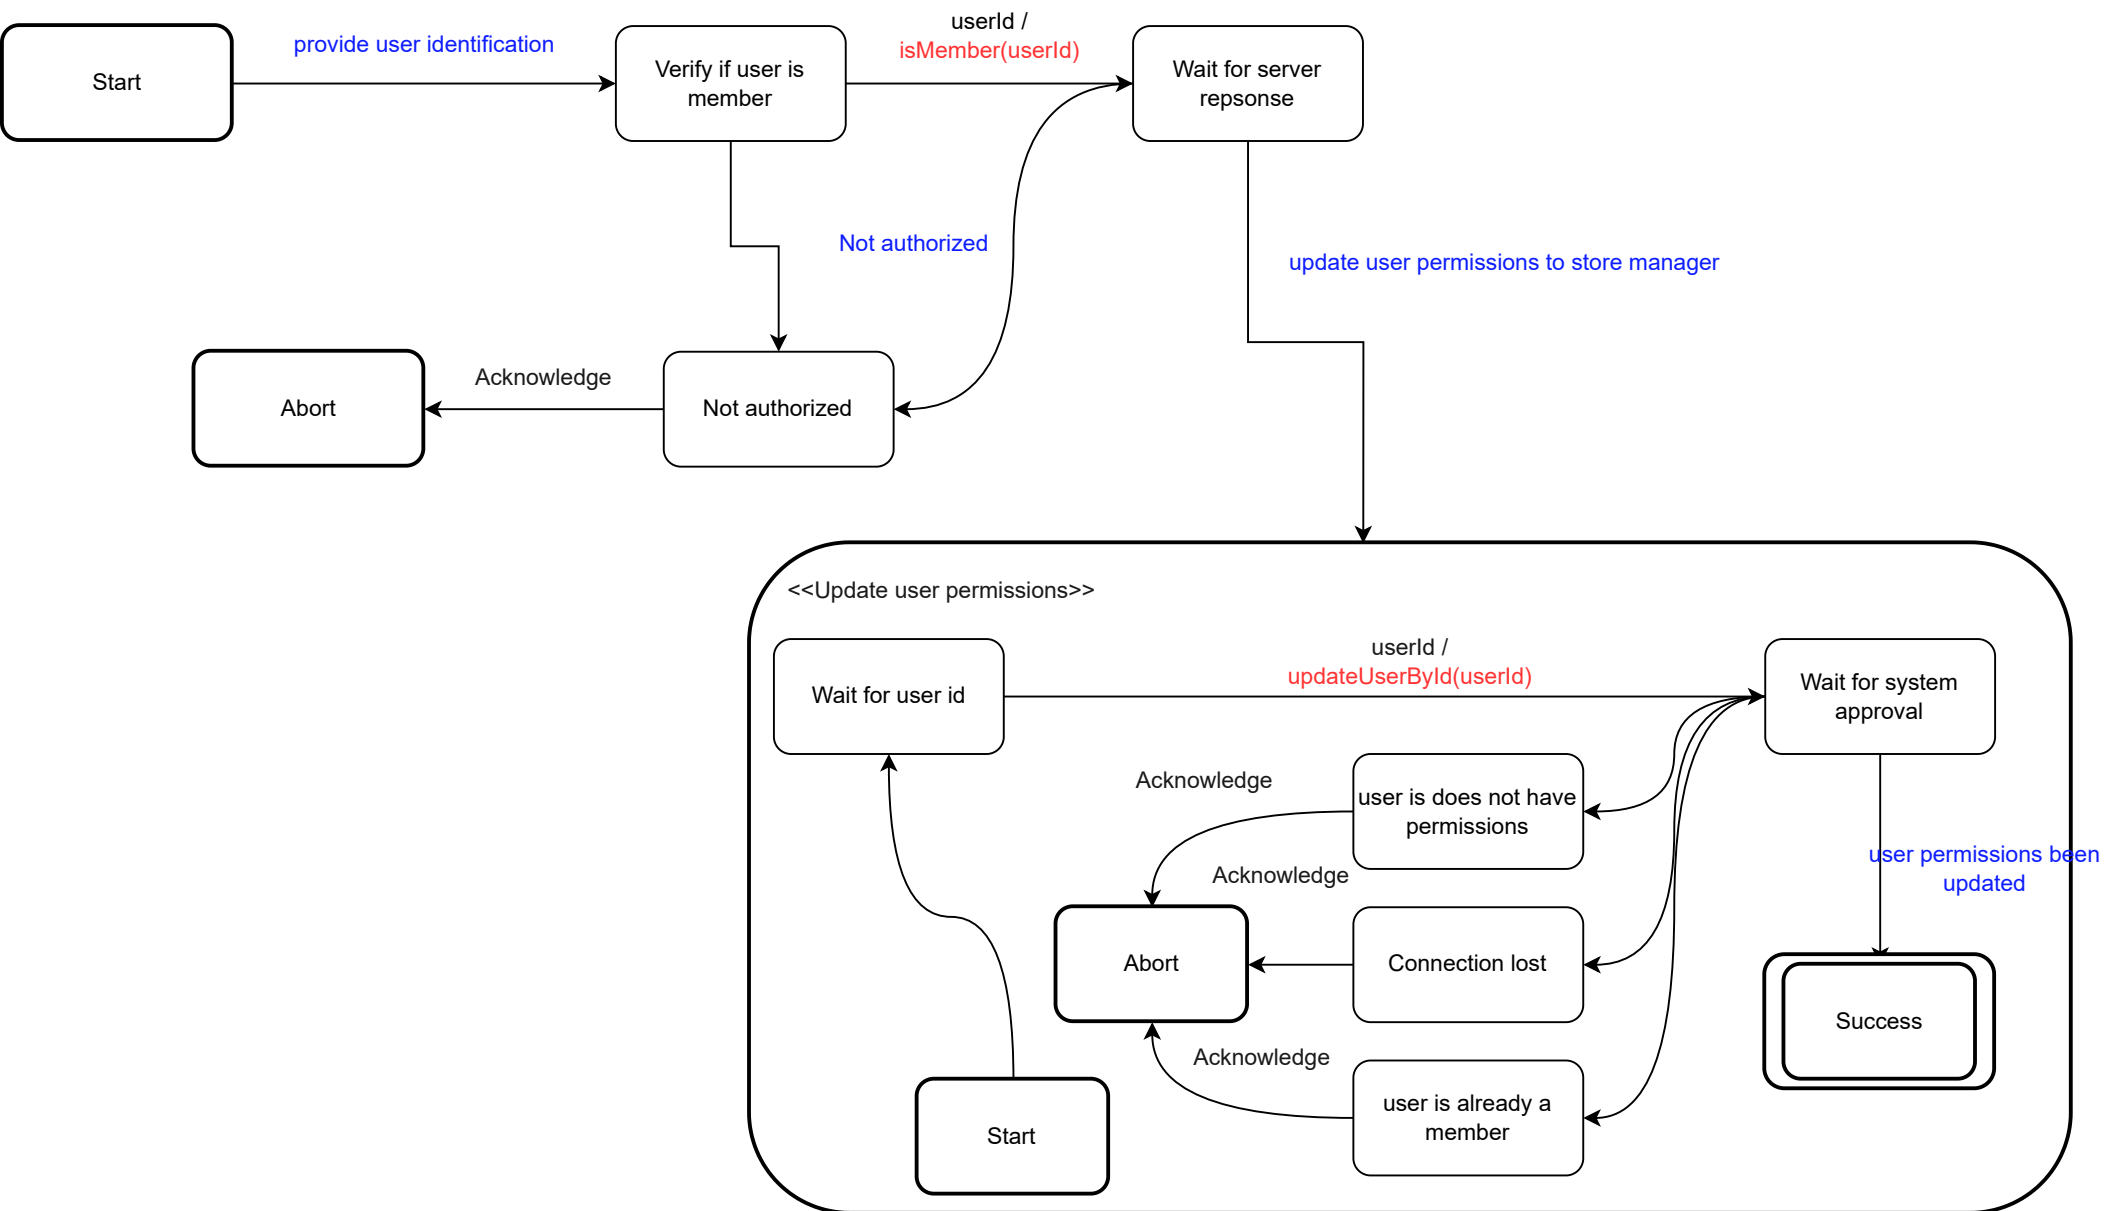 Start
provide user identification
Verify if user is
member
userId /
isMember(userId)
Wait for server
repsonse
Not authorized
update user permissions to store manager
Abort
Acknowledge
Not authorized
<<Update user permissions>>
Wait for user id
userId /
updateUserById(userId)
Wait for system
approval
Acknowledge
user is does not have
permissions
Acknowledge
user permissions been
updated
Abort
Connection lost
Success
Acknowledge
user is already a
member
Start